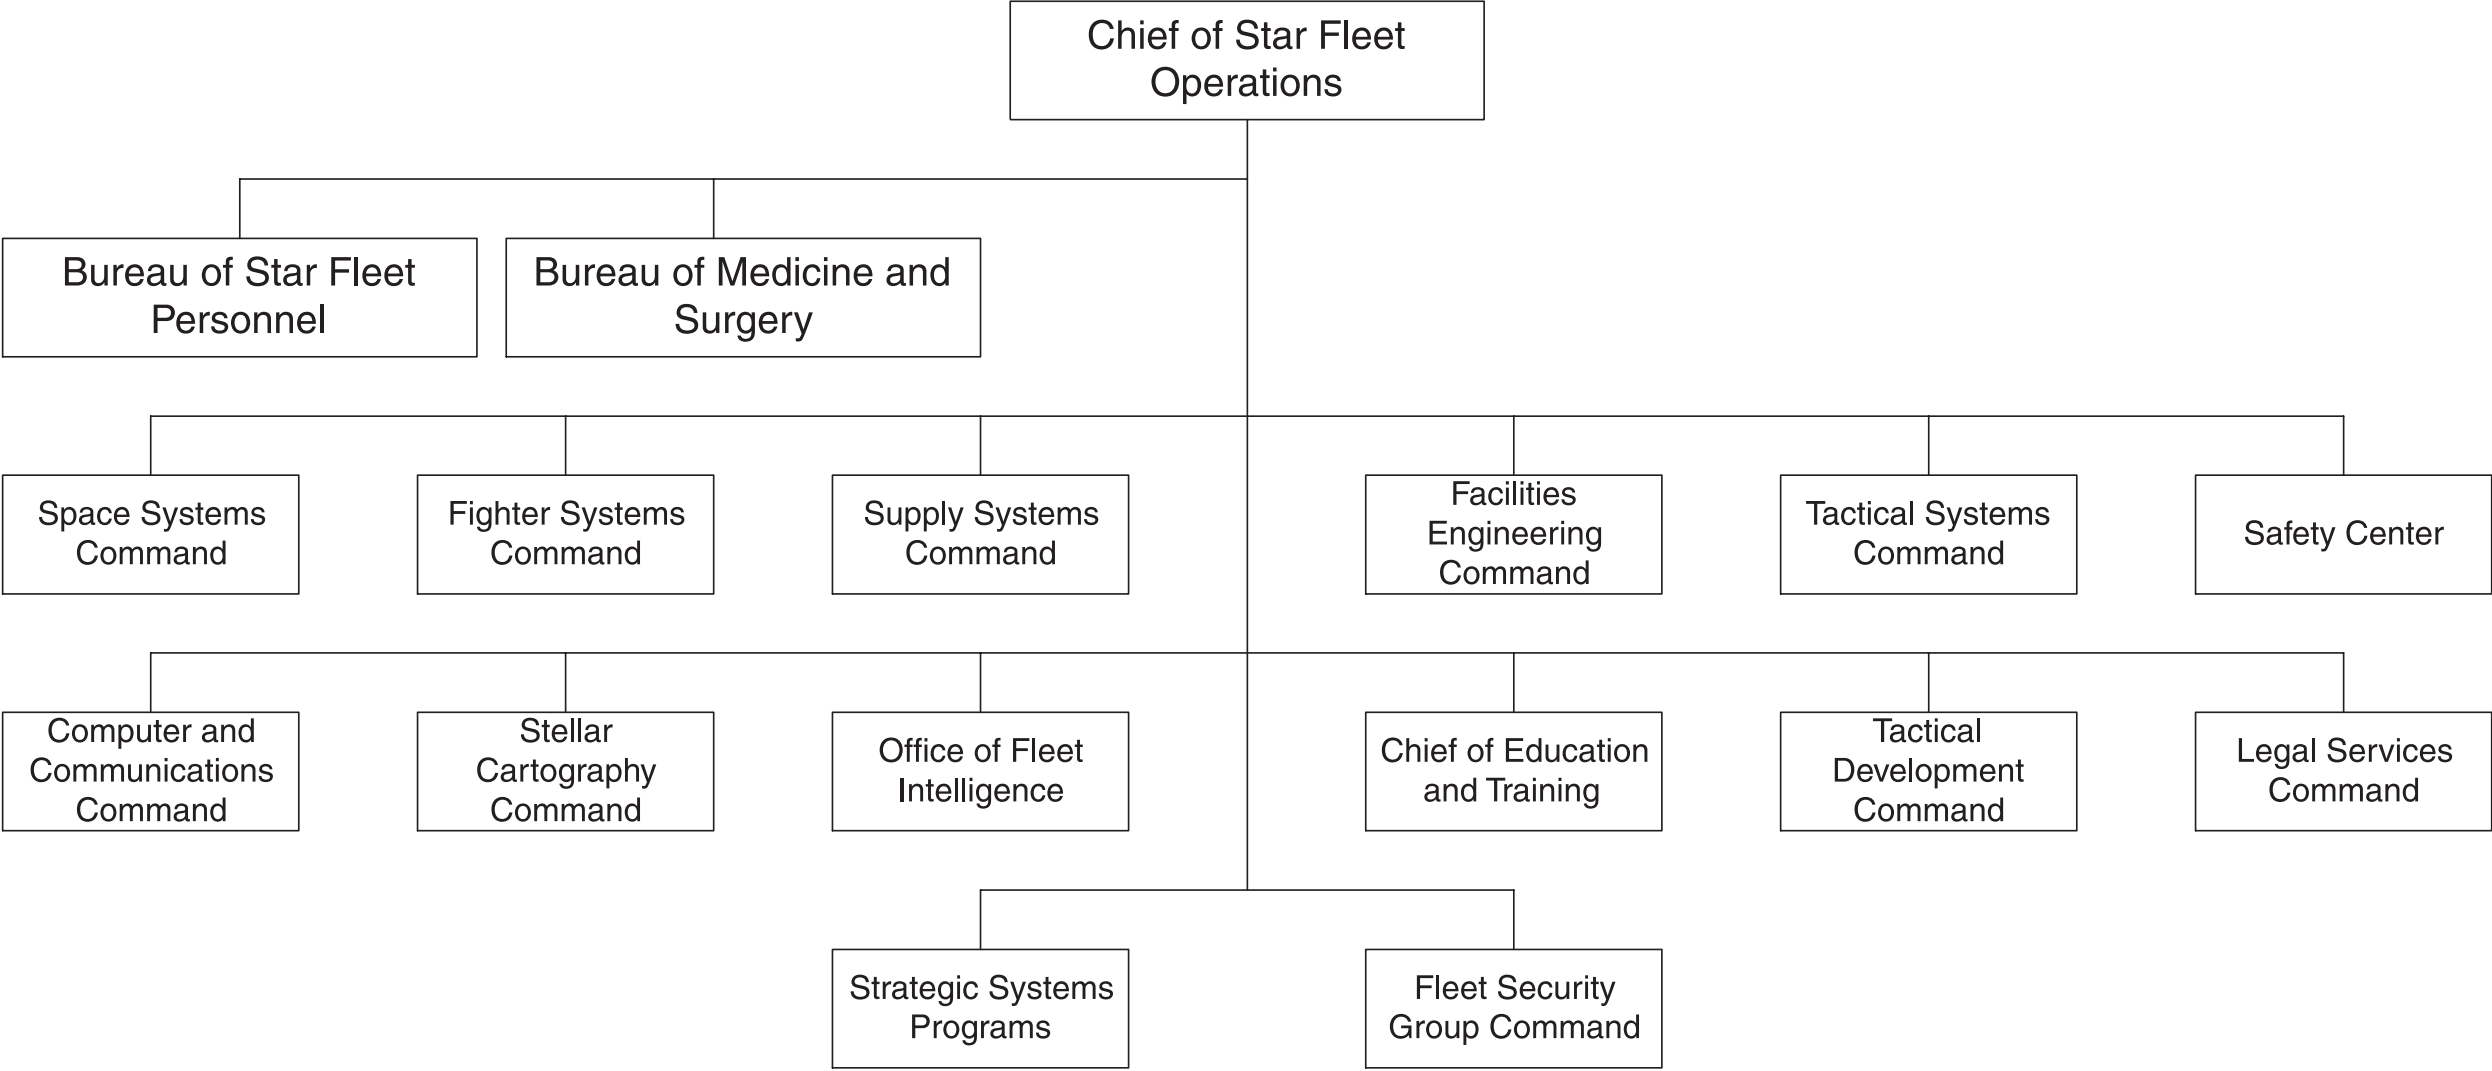 Chief of Star Fleet
Operations
Bureau of Star Fleet
Personnel
Bureau of Medicine and
Surgery
Space Systems
Command
Fighter Systems
Command
Supply Systems
Command
Facilities
Engineering
Command
Tactical Systems
Command
Safety Center
Computer and
Communications
Command
Stellar
Cartography
Command
Office of Fleet
Intelligence
Chief of Education
and Training
Tactical
Development
Command
Legal Services
Command
Strategic Systems
Programs
Fleet Security
Group Command